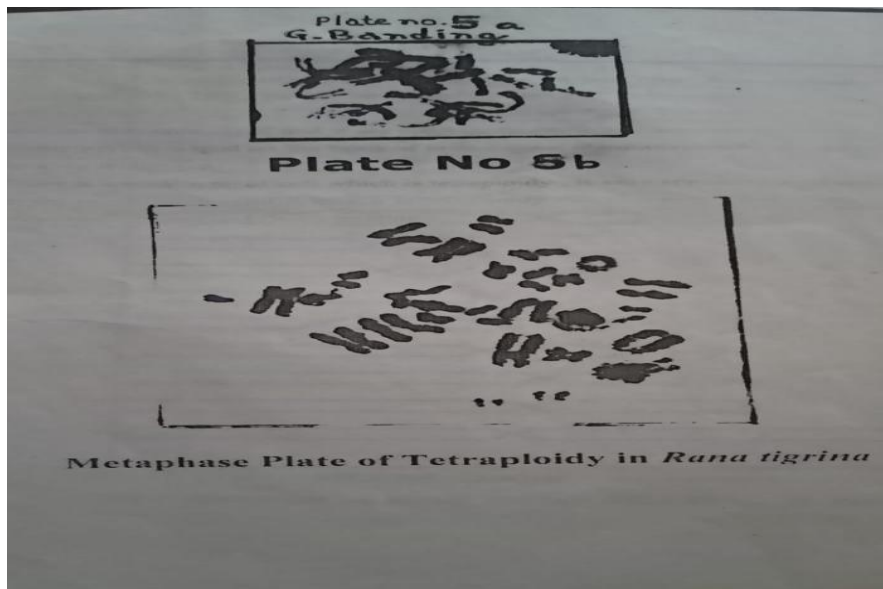 Plate no. 5 a
G. Banding
Plate No 5b
Metaphase Plate of Tetraploidy in Rana tigrina